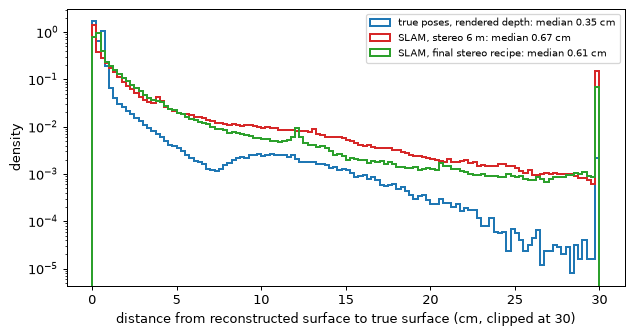 true poses, rendered depth: median 0.35 cm
SLAM, stereo 6 m: median 0.67 cm
SLAM, final stereo recipe: median 0.61 cm
density
10⁰
10⁻¹
10⁻²
10⁻³
10⁻⁴
10⁻⁵
0 5 10 15 20 25 30
distance from reconstructed surface to true surface (cm, clipped at 30)